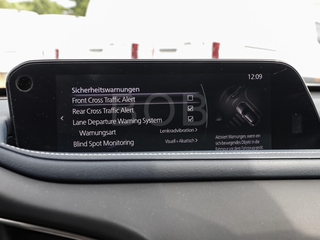 12:09
Sicherheitswarnungen
Front Cross Traffic Alert
Rear Cross Traffic Alert
Lane Departure Warning System
Warnungsart Lenkradvibration >
Blind Spot Monitoring Visuell + Akustisch >